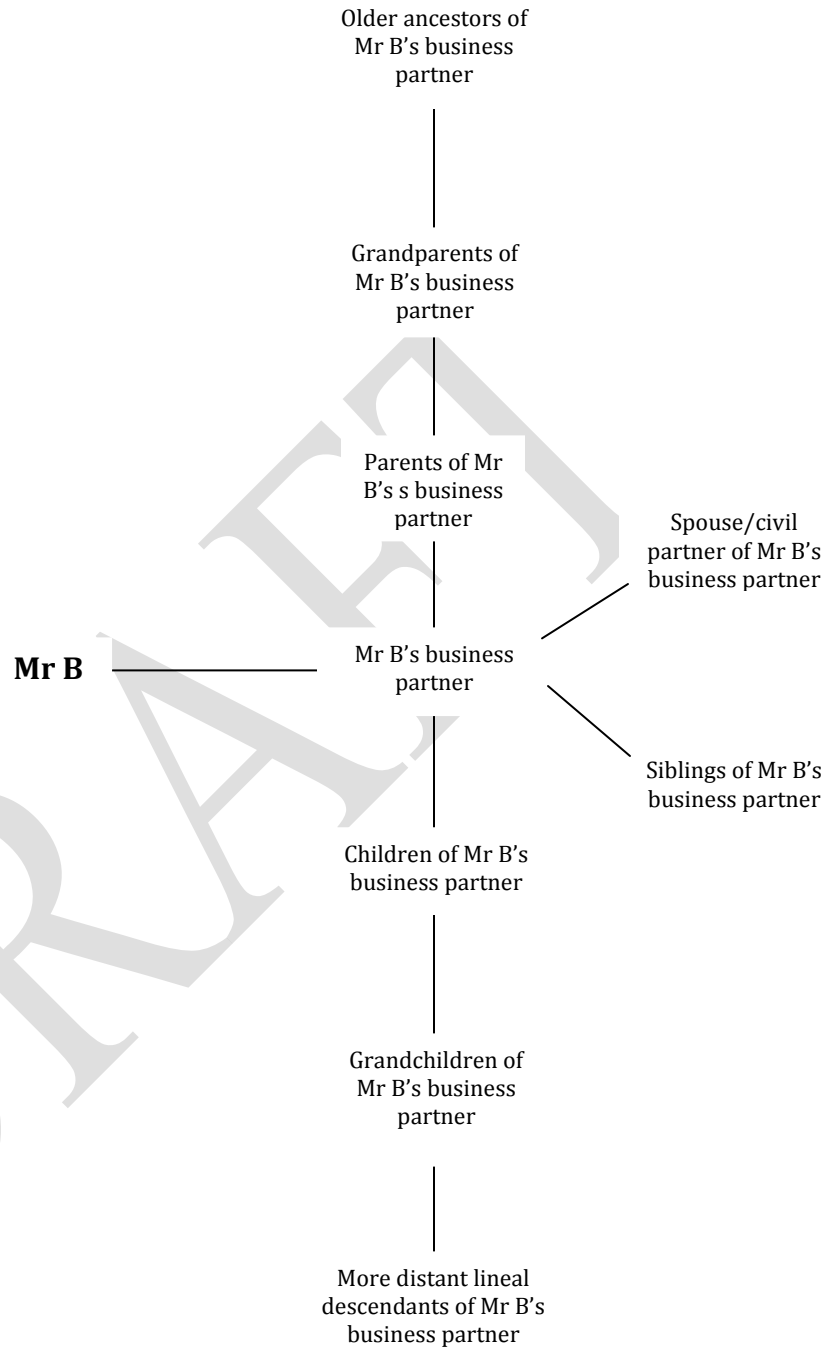 Older ancestors of
Mr B’s business
partner
Grandparents of
Mr B’s business
partner
Parents of Mr
B’s s business
partner
Spouse/civil
partner of Mr B’s
business partner
Mr B
Mr B’s business
partner
Siblings of Mr B’s
business partner
Children of Mr B’s
business partner
Grandchildren of
Mr B’s business
partner
More distant lineal
descendants of Mr B’s
business partner
DRAFT